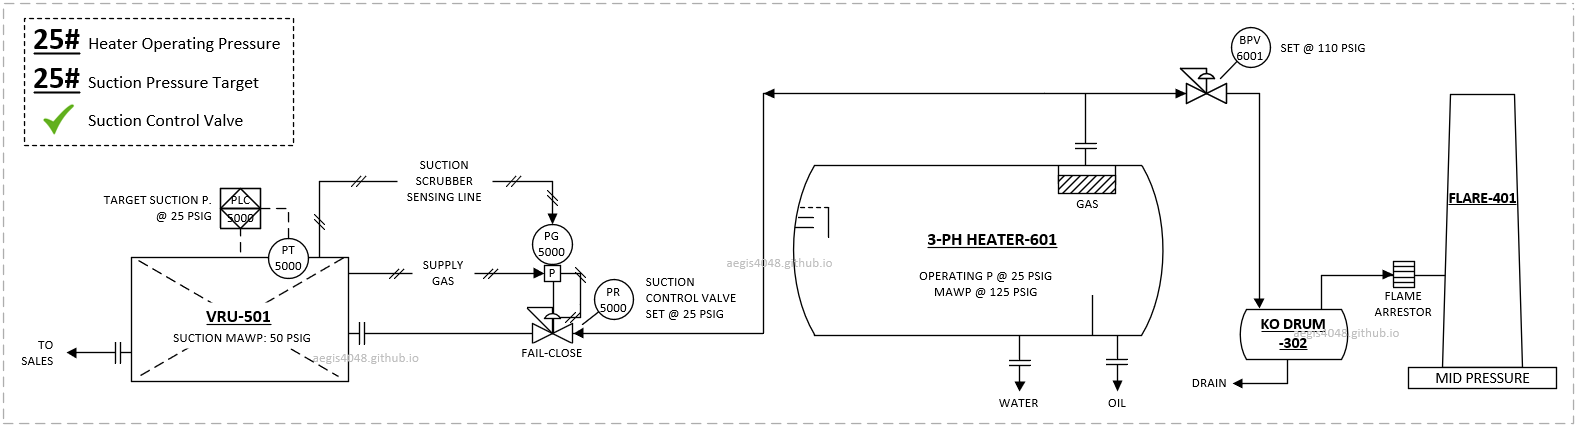 25# Heater Operating Pressure
25# Suction Pressure Target
Suction Control Valve
BPV
6001
SET @ 110 PSIG
SUCTION
SCRUBBER
SENSING LINE
TARGET SUCTION P.
@ 25 PSIG
PLC
5000
PT
5000
PG
5000
SUPPLY
GAS
P
PR
5000
SUCTION
CONTROL VALVE
SET @ 25 PSIG
FAIL-CLOSE
VRU-501
SUCTION MAWP: 50 PSIG
TO
SALES
aegis4048.github.io
GAS
3-PH HEATER-601
OPERATING P @ 25 PSIG
MAWP @ 125 PSIG
aegis4048.github.io
WATER
OIL
FLARE-401
FLAME
ARRESTOR
KO DRUM
-302
aegis4048.github.io
DRAIN
MID PRESSURE